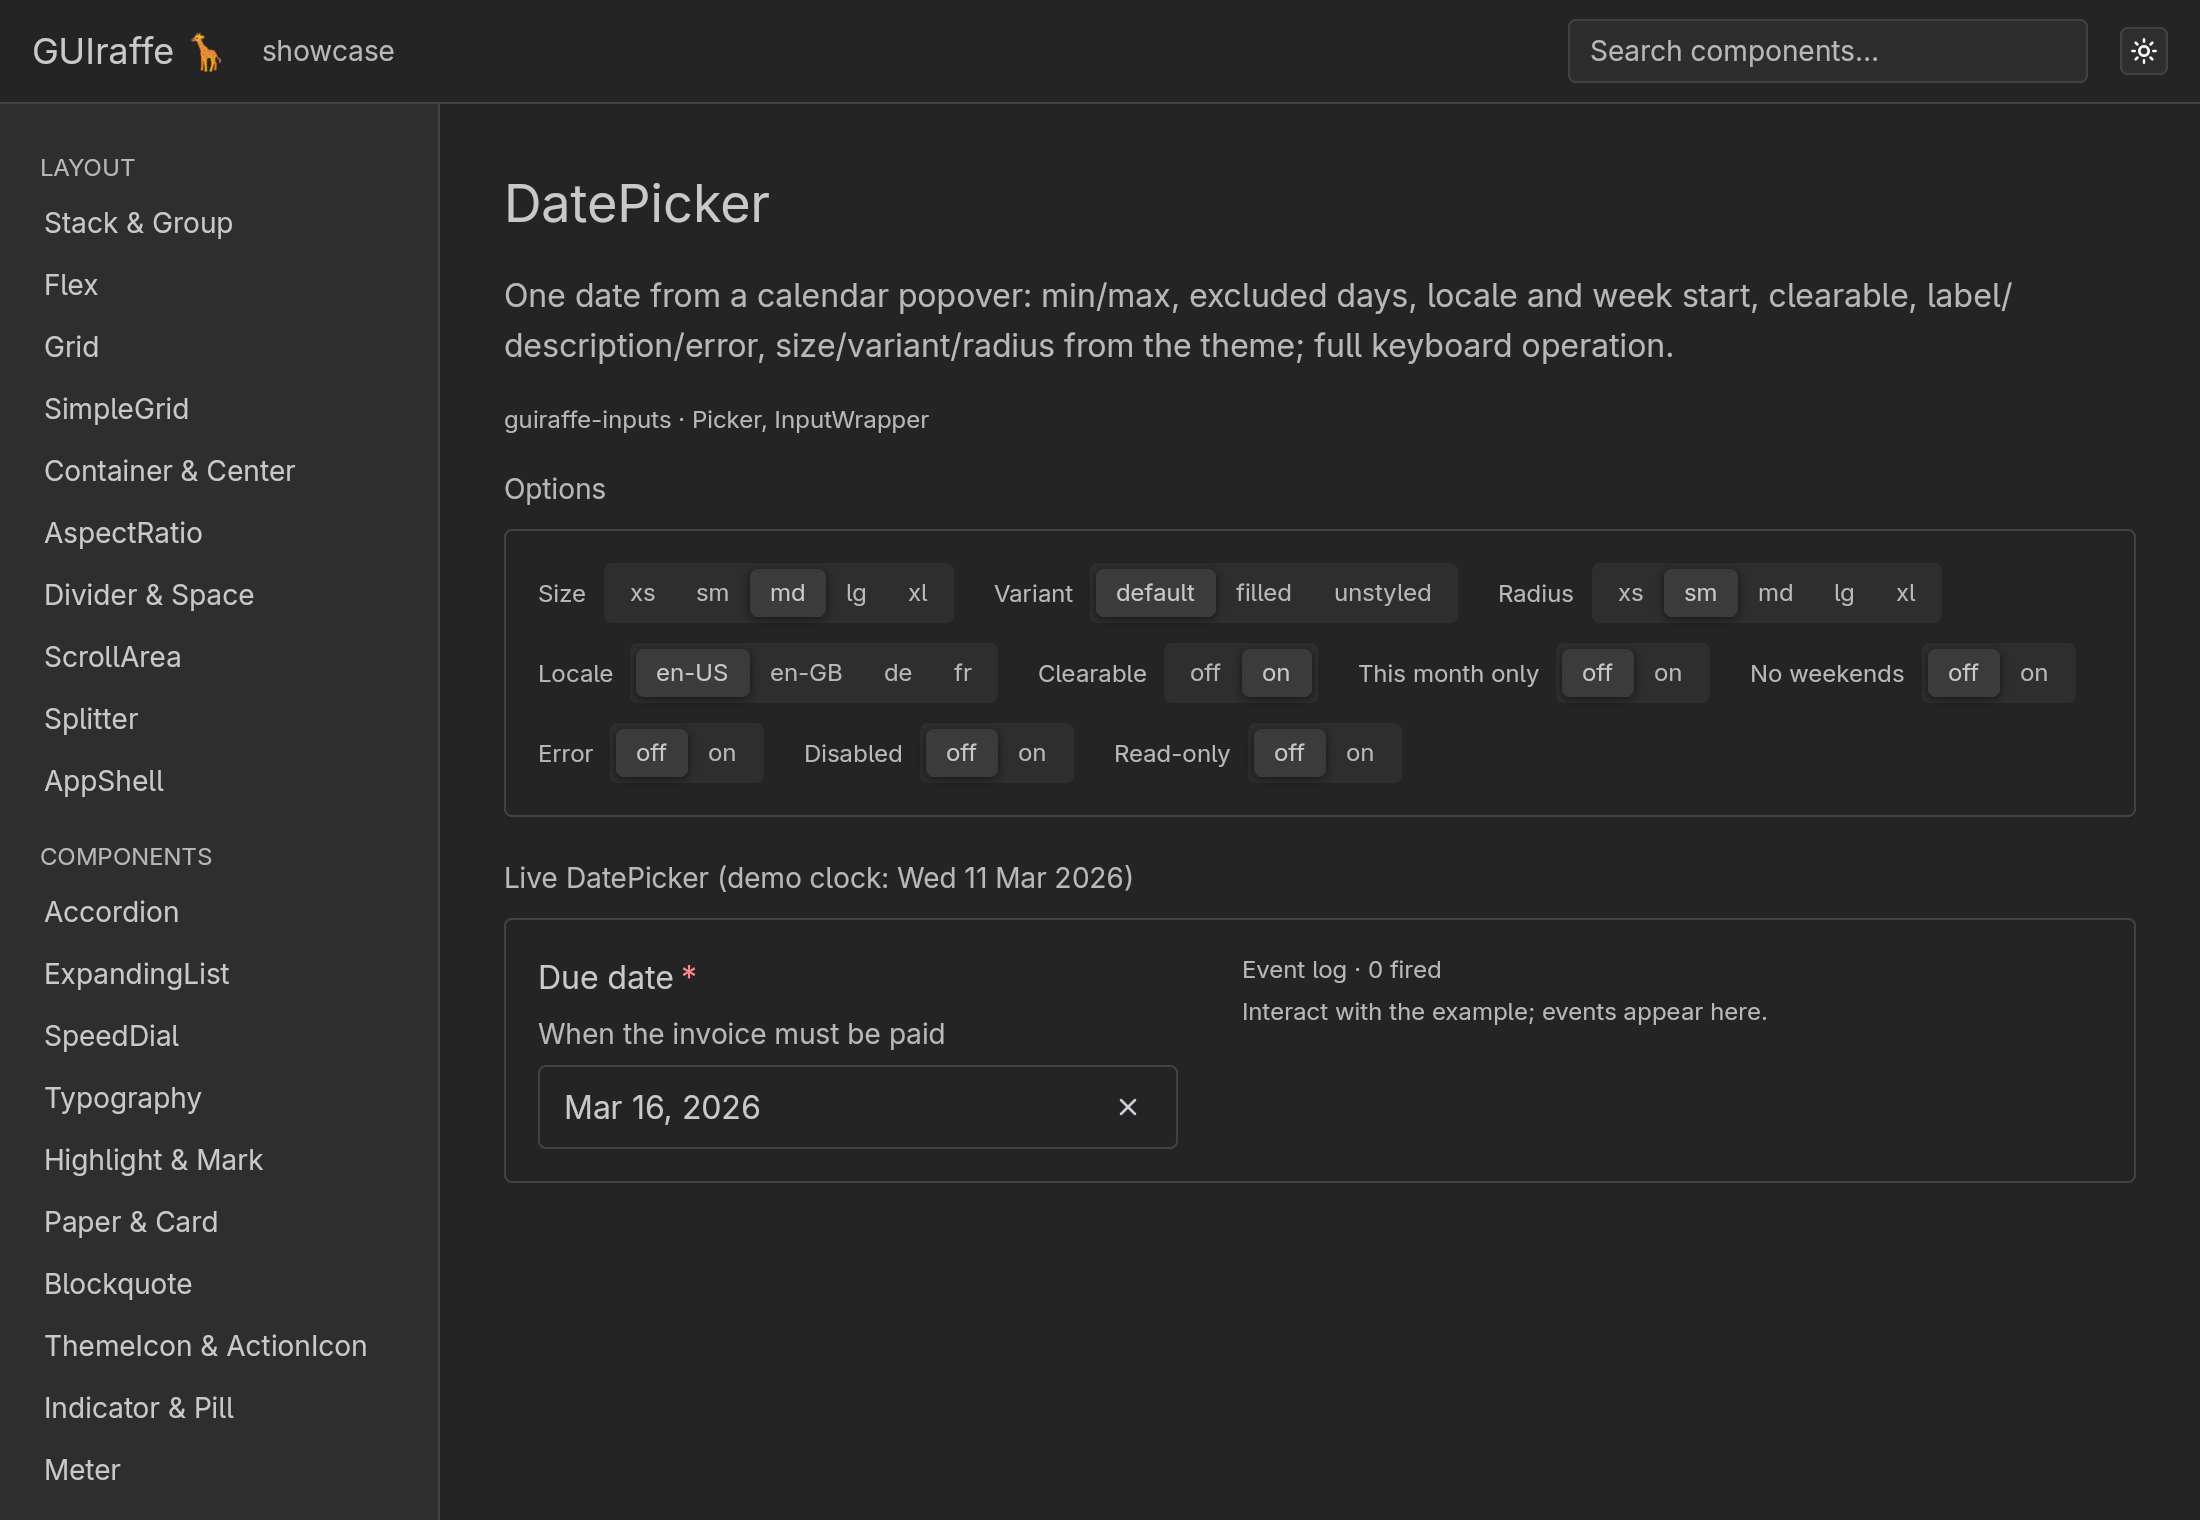 GUIraffe 🦒 showcase
Search components...
LAYOUT
Stack & Group
Flex
Grid
SimpleGrid
Container & Center
AspectRatio
Divider & Space
ScrollArea
Splitter
AppShell
COMPONENTS
Accordion
ExpandingList
SpeedDial
Typography
Highlight & Mark
Paper & Card
Blockquote
ThemeIcon & ActionIcon
Indicator & Pill
Meter
DatePicker
One date from a calendar popover: min/max, excluded days, locale and week start, clearable, label/
description/error, size/variant/radius from the theme; full keyboard operation.
guiraffe-inputs · Picker, InputWrapper
Options
Size xs sm md lg xl Variant default filled unstyled Radius xs sm md lg xl
Locale en-US en-GB de fr Clearable off on This month only off on No weekends off on
Error off on Disabled off on Read-only off on
Live DatePicker (demo clock: Wed 11 Mar 2026)
Due date *
When the invoice must be paid
Mar 16, 2026
Event log · 0 fired
Interact with the example; events appear here.